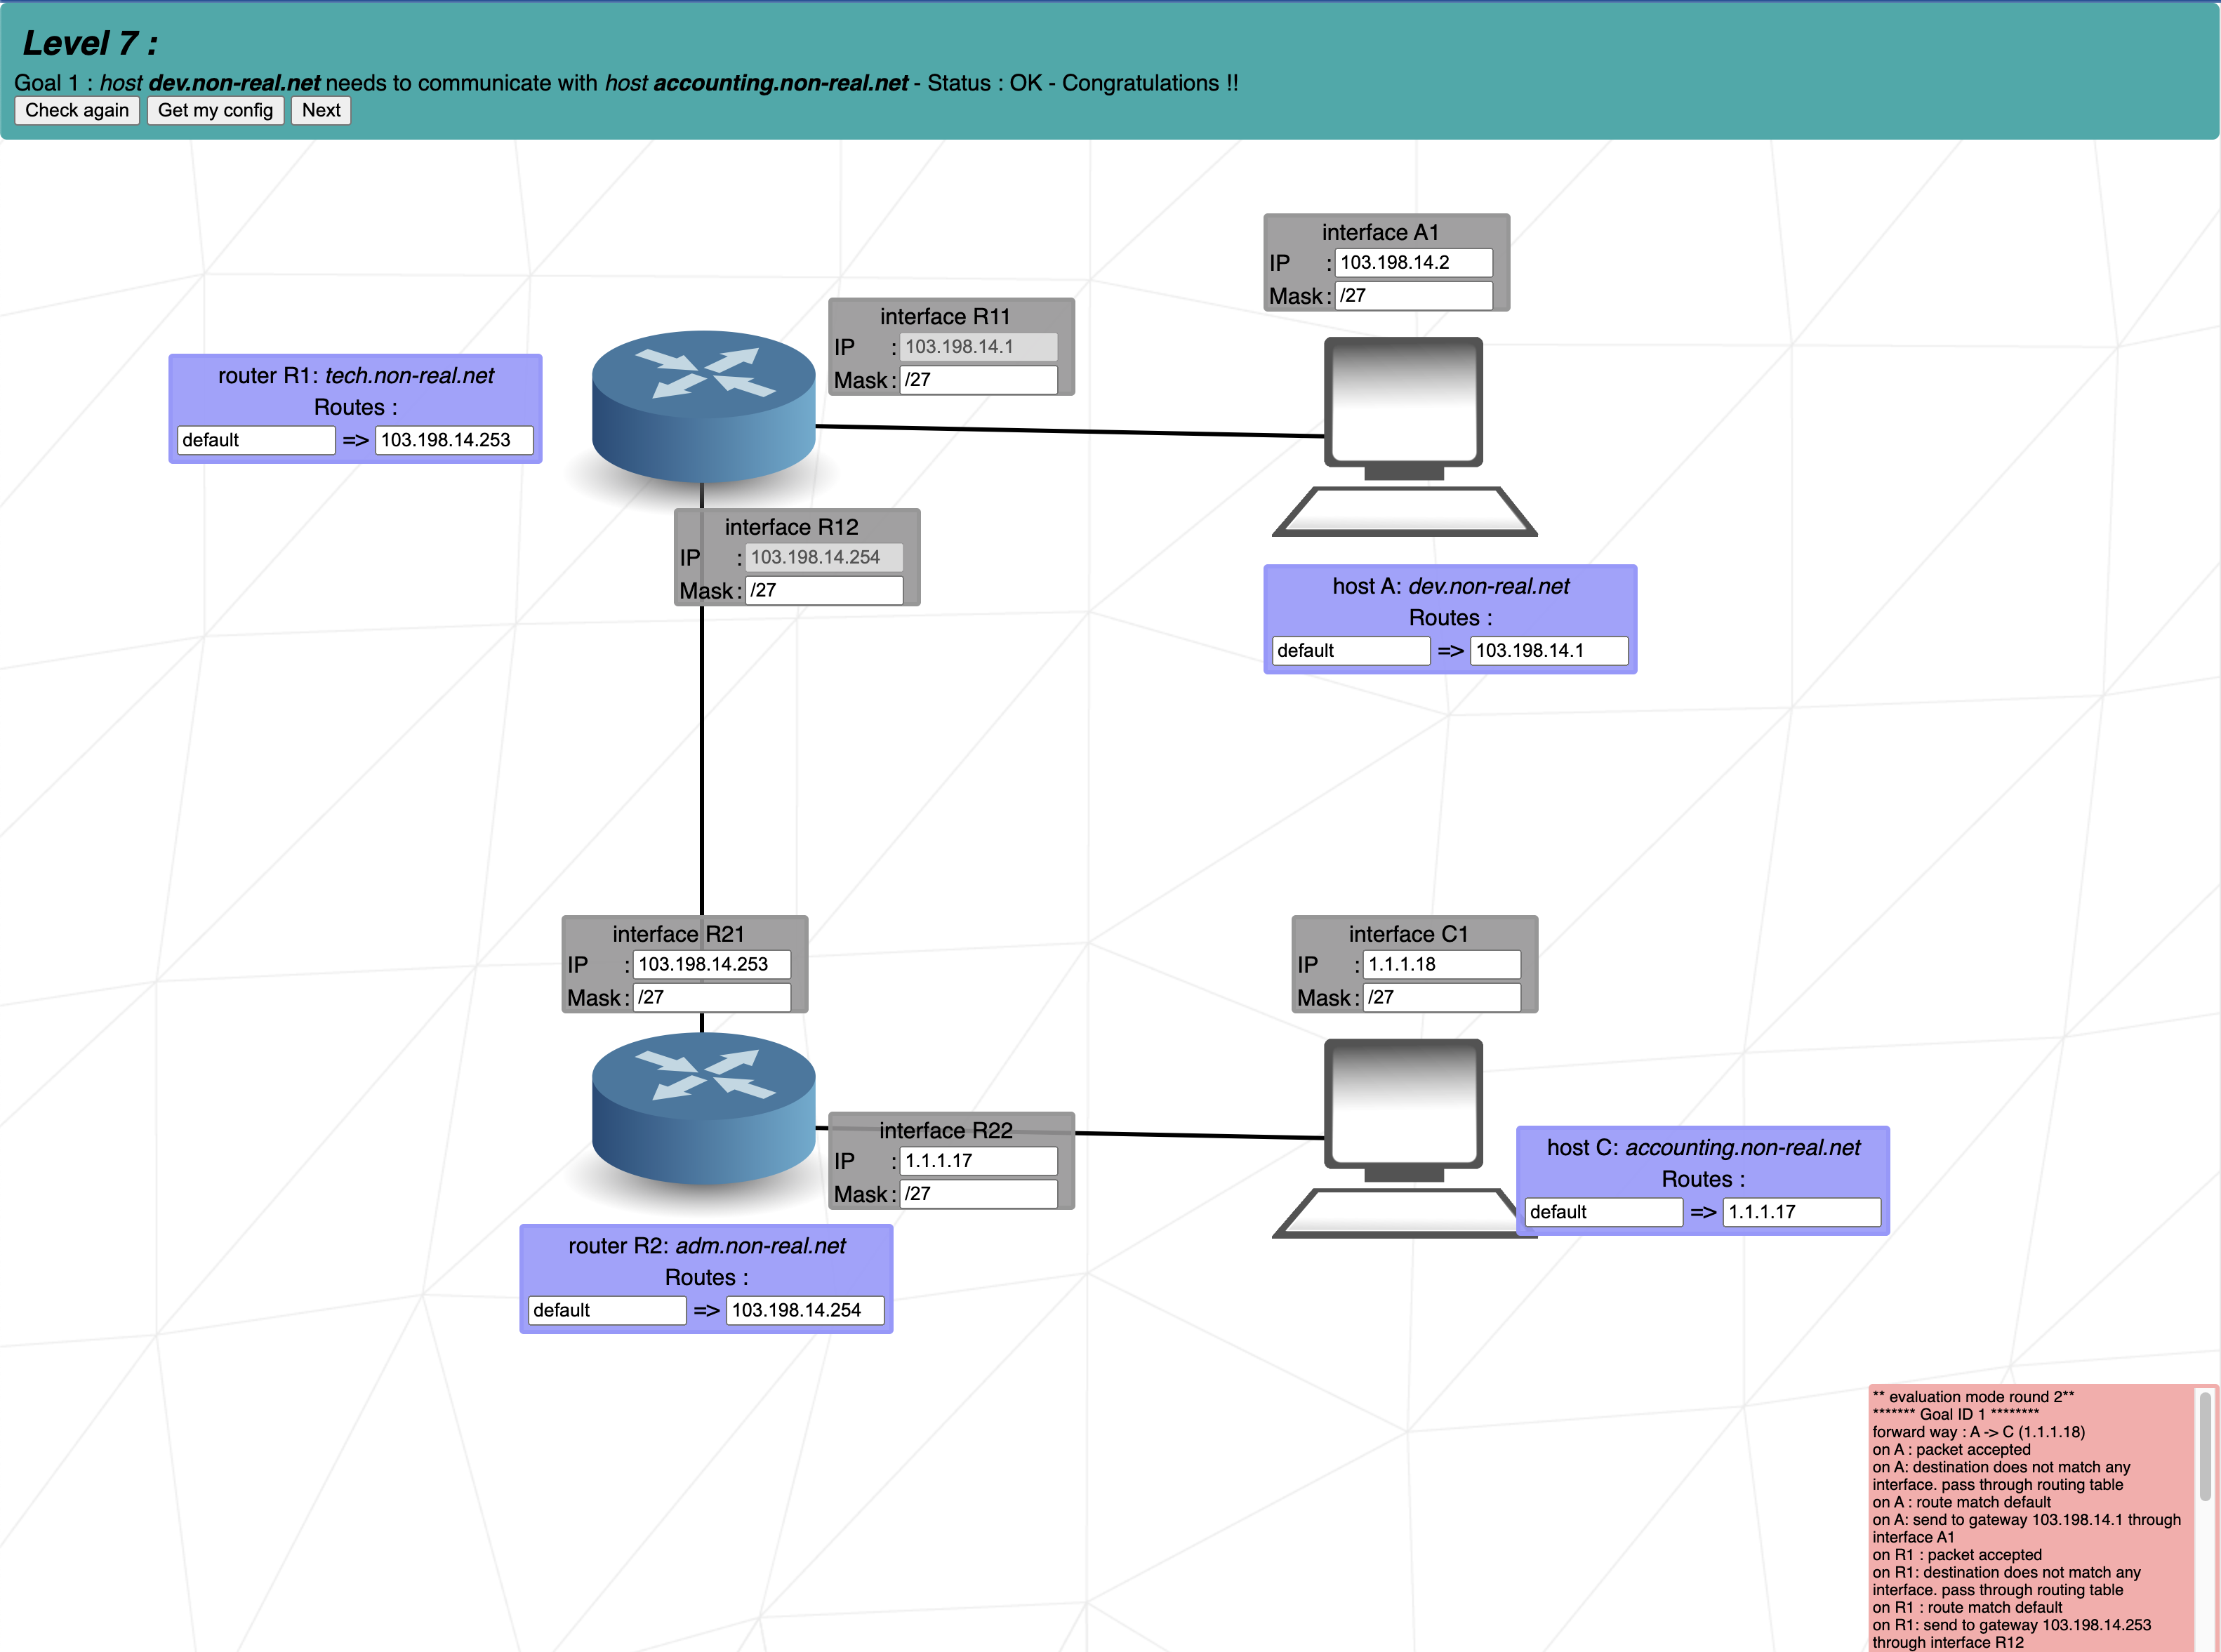 Level 7 :
Goal 1 : host dev.non-real.net needs to communicate with host accounting.non-real.net - Status : OK - Congratulations !!
Check again Get my config Next
interface A1
IP : 103.198.14.2
Mask : /27
interface R11
IP : 103.198.14.1
Mask : /27
router R1: tech.non-real.net
Routes :
default => 103.198.14.253
interface R12
IP : 103.198.14.254
Mask : /27
host A: dev.non-real.net
Routes :
default => 103.198.14.1
interface R21
IP : 103.198.14.253
Mask : /27
interface C1
IP : 1.1.1.18
Mask : /27
interface R22
IP : 1.1.1.17
Mask : /27
host C: accounting.non-real.net
Routes :
default => 1.1.1.17
router R2: adm.non-real.net
Routes :
default => 103.198.14.254
** evaluation mode round 2**
******* Goal ID 1 ********
forward way : A -> C (1.1.1.18)
on A : packet accepted
on A: destination does not match any
interface. pass through routing table
on A : route match default
on A: send to gateway 103.198.14.1 through
interface A1
on R1 : packet accepted
on R1: destination does not match any
interface. pass through routing table
on R1 : route match default
on R1: send to gateway 103.198.14.253
through interface R12